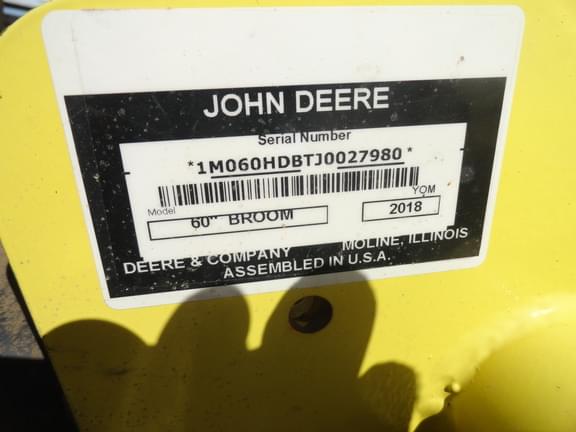 JOHN DEERE
Serial Number
*1M060HDBTJ0027980*
Model
YOM
60" BROOM
2018
DEERE & COMPANY
MOLINE, ILLINOIS
ASSEMBLED IN U.S.A.